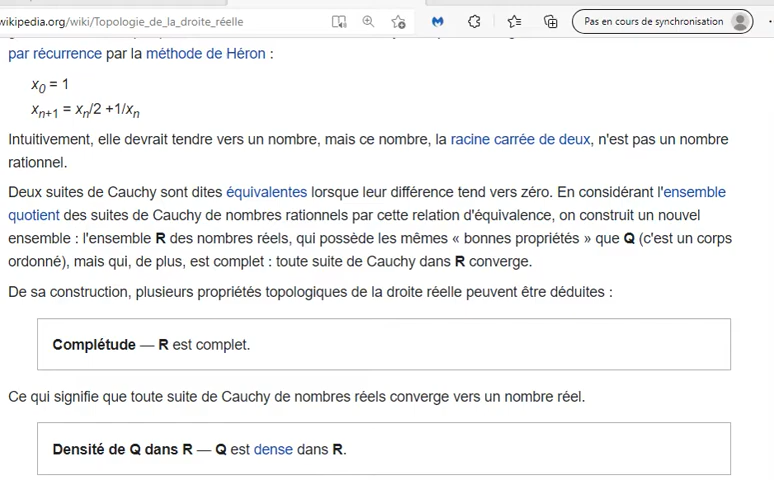 wikipedia.org/wiki/Topologie_de_la_droite_réelle
Pas en cours de synchronisation
par récurrence par la méthode de Héron :
x0 = 1
xn+1 = xn/2 +1/xn
Intuitivement, elle devrait tendre vers un nombre, mais ce nombre, la racine carrée de deux, n'est pas un nombre
rationnel.
Deux suites de Cauchy sont dites équivalentes lorsque leur différence tend vers zéro. En considérant l'ensemble
quotient des suites de Cauchy de nombres rationnels par cette relation d'équivalence, on construit un nouvel
ensemble : l'ensemble R des nombres réels, qui possède les mêmes « bonnes propriétés » que Q (c'est un corps
ordonné), mais qui, de plus, est complet : toute suite de Cauchy dans R converge.
De sa construction, plusieurs propriétés topologiques de la droite réelle peuvent être déduites :
Complétude — R est complet.
Ce qui signifie que toute suite de Cauchy de nombres réels converge vers un nombre réel.
Densité de Q dans R — Q est dense dans R.